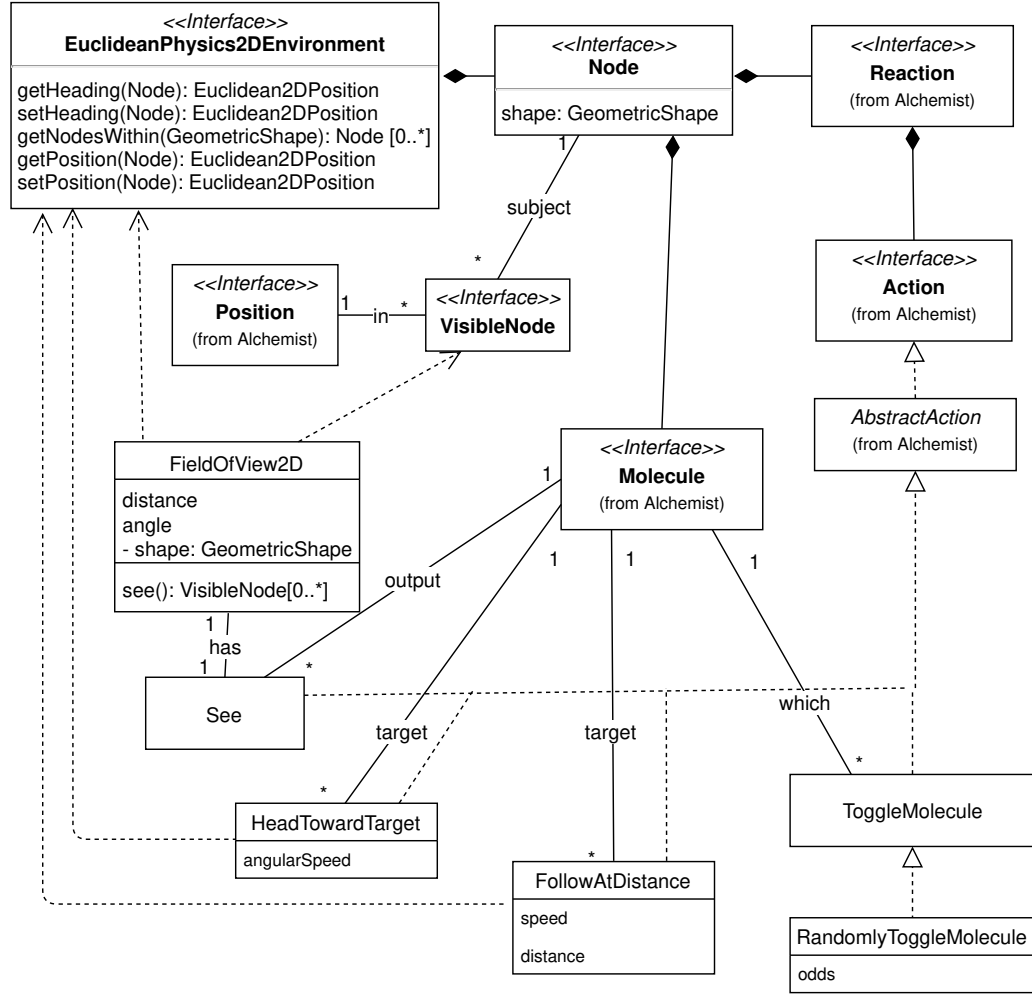 <<Interface>>
EuclideanPhysics2DEnvironment
getHeading(Node): Euclidean2DPosition
setHeading(Node): Euclidean2DPosition
getNodesWithin(GeometricShape): Node [0..*]
getPosition(Node): Euclidean2DPosition
setPosition(Node): Euclidean2DPosition
<<Interface>>
Node
shape: GeometricShape
<<Interface>>
Reaction
(from Alchemist)
1
subject
*
<<Interface>>
Position
(from Alchemist)
1
in
*
<<Interface>>
VisibleNode
<<Interface>>
Action
(from Alchemist)
AbstractAction
(from Alchemist)
FieldOfView2D
distance
angle
- shape: GeometricShape
see(): VisibleNode[0..*]
<<Interface>>
Molecule
(from Alchemist)
1
1
1
1
output
1
has
1
*
See
target
target
which
*
*
*
HeadTowardTarget
angularSpeed
FollowAtDistance
speed
distance
ToggleMolecule
RandomlyToggleMolecule
odds